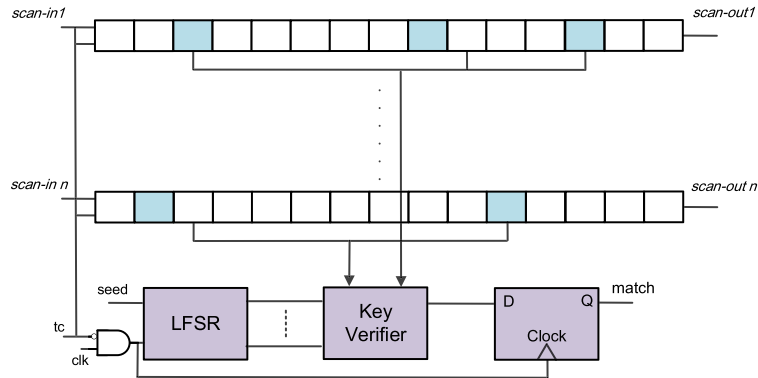 scan-in1
scan-out1
scan-in n
scan-out n
seed
LFSR
Key
Verifier
D
Q
match
Clock
tc
clk